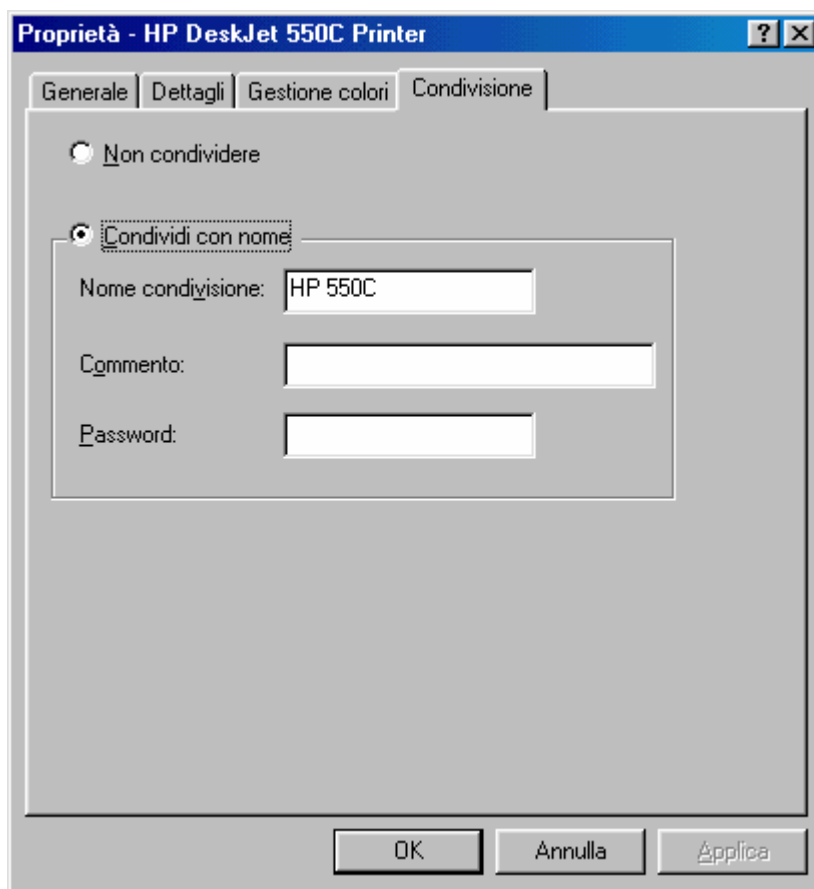 Proprietà - HP DeskJet 550C Printer
Generale Dettagli Gestione colori Condivisione
Non condividere
Condividi con nome
Nome condivisione: HP 550C
Commento:
Password:
OK Annulla Applica